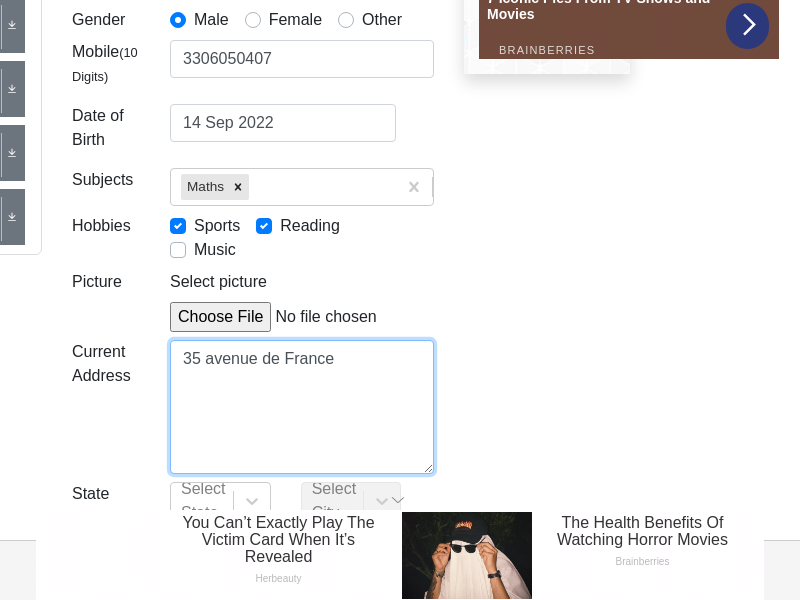 Gender Male Female Other
Movies
BRAINBERRIES
Mobile(10 Digits) 3306050407
Date of Birth 14 Sep 2022
Subjects Maths
Hobbies Sports Reading
Music
Picture Select picture
Choose File No file chosen
Current Address 35 avenue de France
State Select Select
You Can't Exactly Play The
Victim Card When It's
Revealed
Herbeauty
The Health Benefits Of
Watching Horror Movies
Brainberries